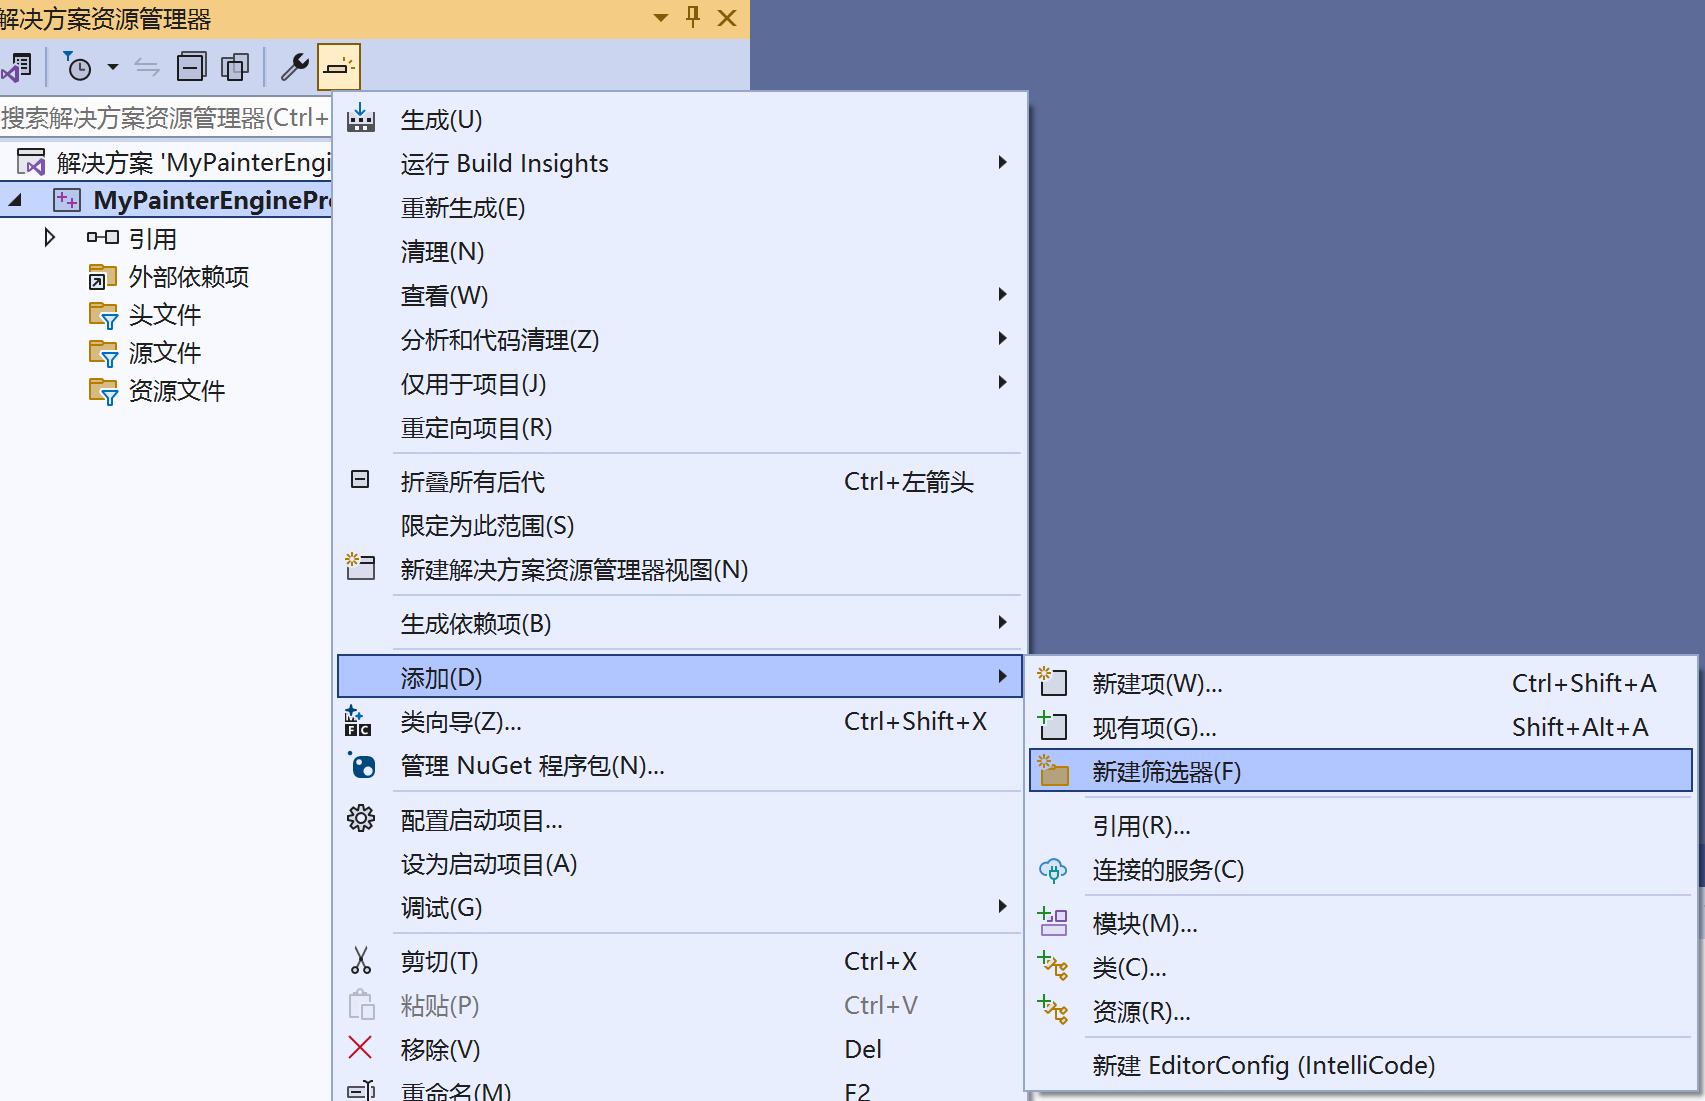 解决方案资源管理器
搜索解决方案资源管理器(Ctrl+
解决方案 'MyPainterEngi
MyPainterEnginePr
引用
外部依赖项
头文件
源文件
资源文件
生成(U)
运行 Build Insights
重新生成(E)
清理(N)
查看(W)
分析和代码清理(Z)
仅用于项目(J)
重定向项目(R)
折叠所有后代 Ctrl+左箭头
限定为此范围(S)
新建解决方案资源管理器视图(N)
生成依赖项(B)
添加(D)
类向导(Z)... Ctrl+Shift+X
管理 NuGet 程序包(N)...
配置启动项目...
设为启动项目(A)
调试(G)
剪切(T) Ctrl+X
粘贴(P) Ctrl+V
移除(V) Del
重命名(M) F2
新建项(W)... Ctrl+Shift+A
现有项(G)... Shift+Alt+A
新建筛选器(F)
引用(R)...
连接的服务(C)
模块(M)...
类(C)...
资源(R)...
新建 EditorConfig (IntelliCode)